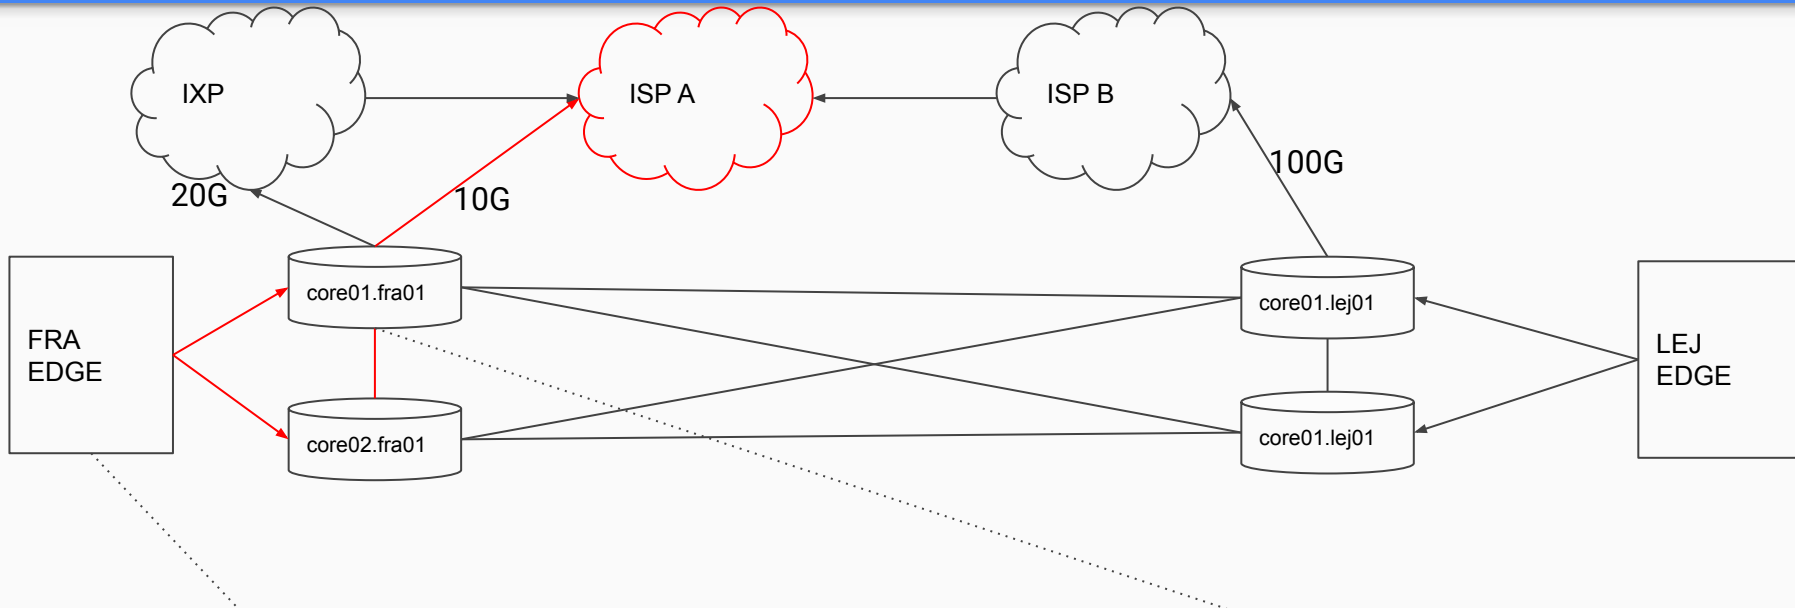 IXP
ISP A
ISP B
20G
10G
100G
core01.fra01
core01.lej01
FRA
EDGE
LEJ
EDGE
core02.fra01
core01.lej01